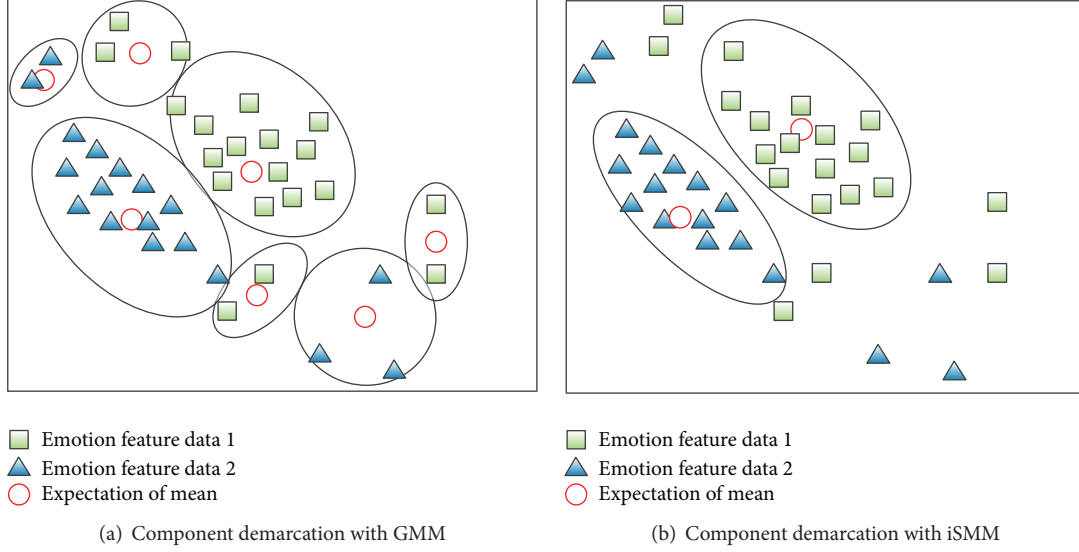 Emotion feature data 1
Emotion feature data 2
Expectation of mean
(a) Component demarcation with GMM
Emotion feature data 1
Emotion feature data 2
Expectation of mean
(b) Component demarcation with iSMM